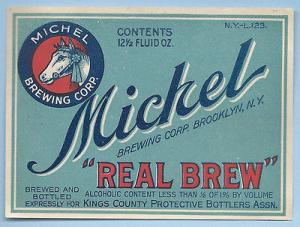 MICHEL
BREWING CORP.
CONTENTS
12½ FLUID OZ.
N.Y.-L.123.
Michel
BREWING CORP. BROOKLYN, N.Y.
"REAL BREW"
BREWED AND
BOTTLED
EXPRESSLY FOR
ALCOHOLIC CONTENT LESS THAN ½ OF 1% BY VOLUME
KINGS COUNTY PROTECTIVE BOTTLERS ASSN.